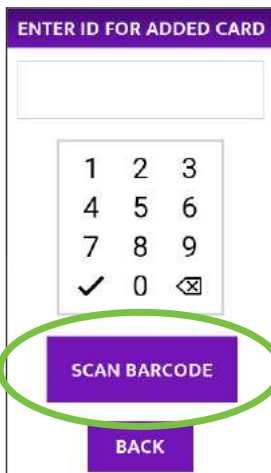 ENTER ID FOR ADDED CARD
1 2 3
4 5 6
7 8 9
✓ 0 ⌫
SCAN BARCODE
BACK